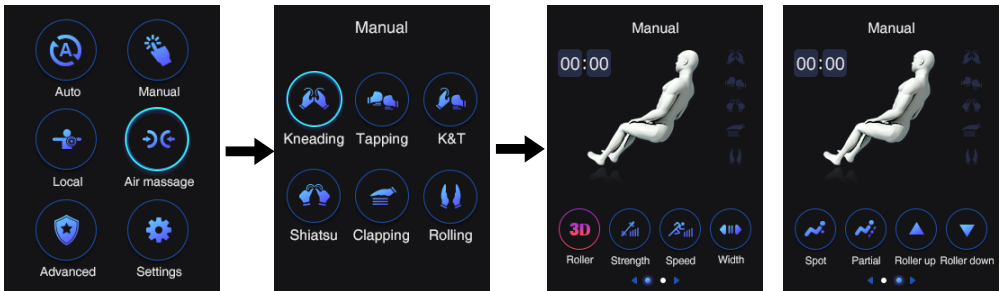 Auto Manual
Local Air massage
Advanced Settings
Manual
Kneading Tapping K&T
Shiatsu Clapping Rolling
Manual
00:00
3D
Roller Strength Speed Width
Manual
00:00
Spot Partial Roller up Roller down